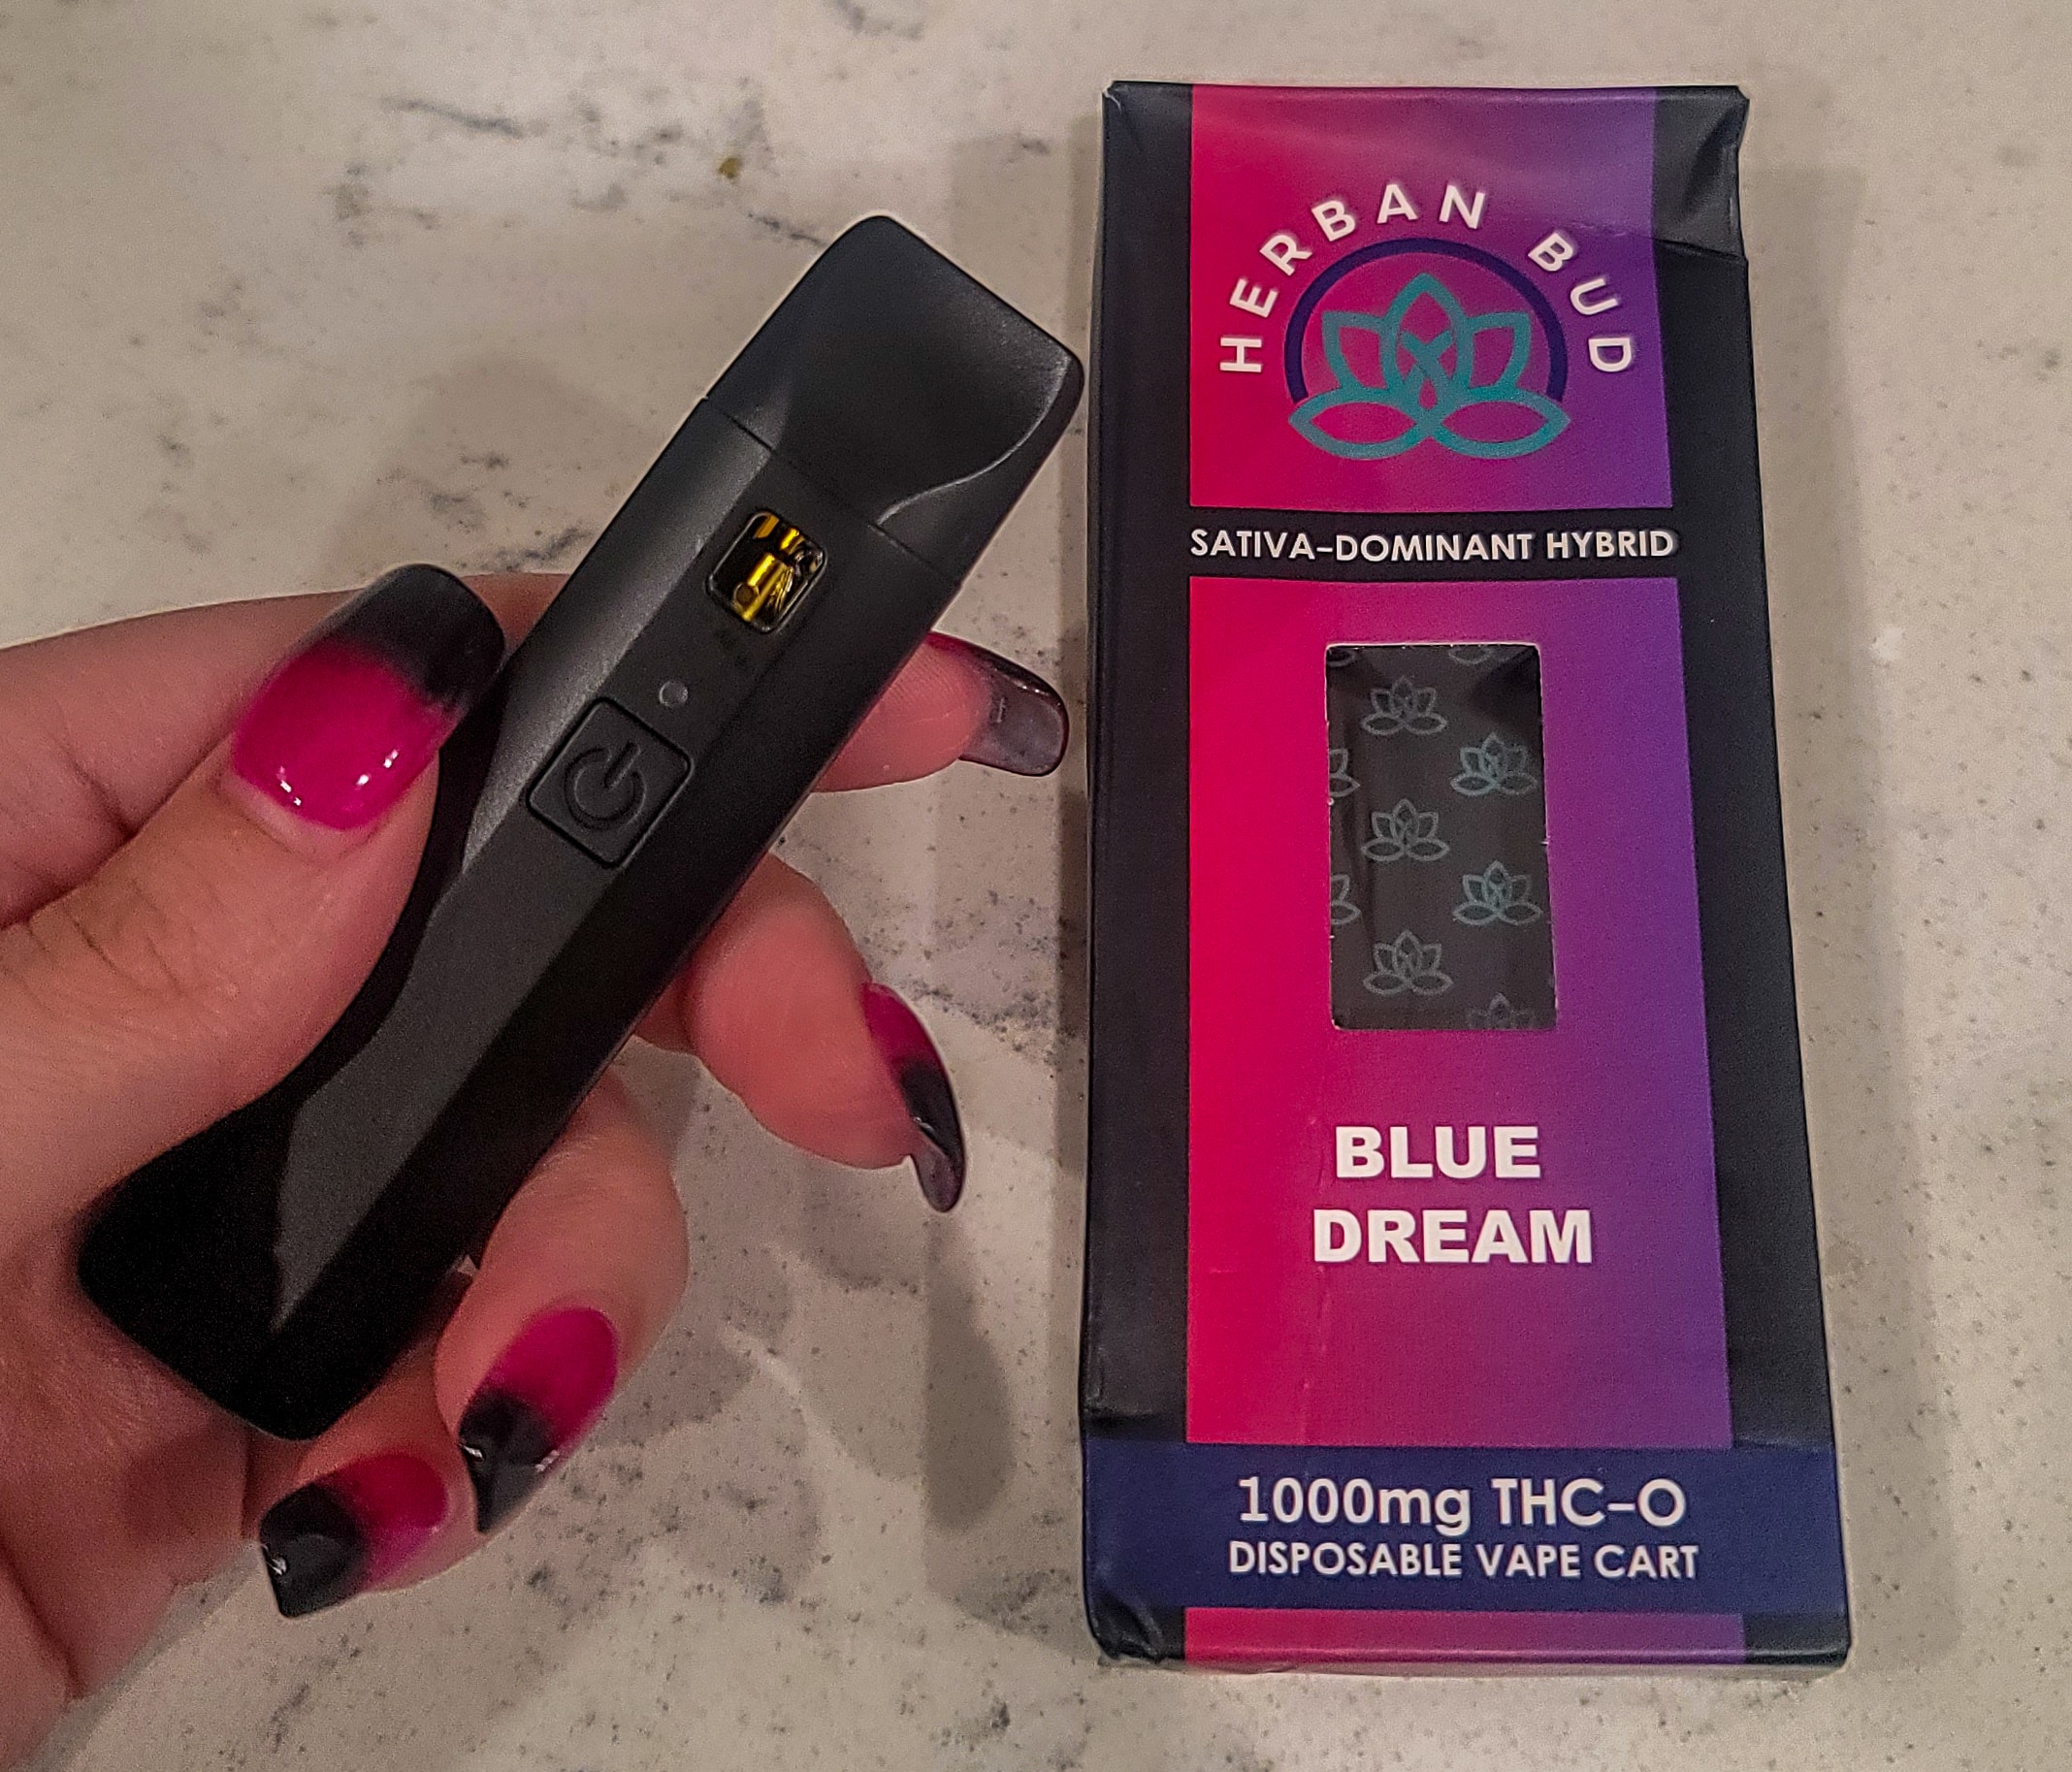 HERBAN BUD
SATIVA-DOMINANT HYBRID
BLUE
DREAM
1000mg THC-O
DISPOSABLE VAPE CART